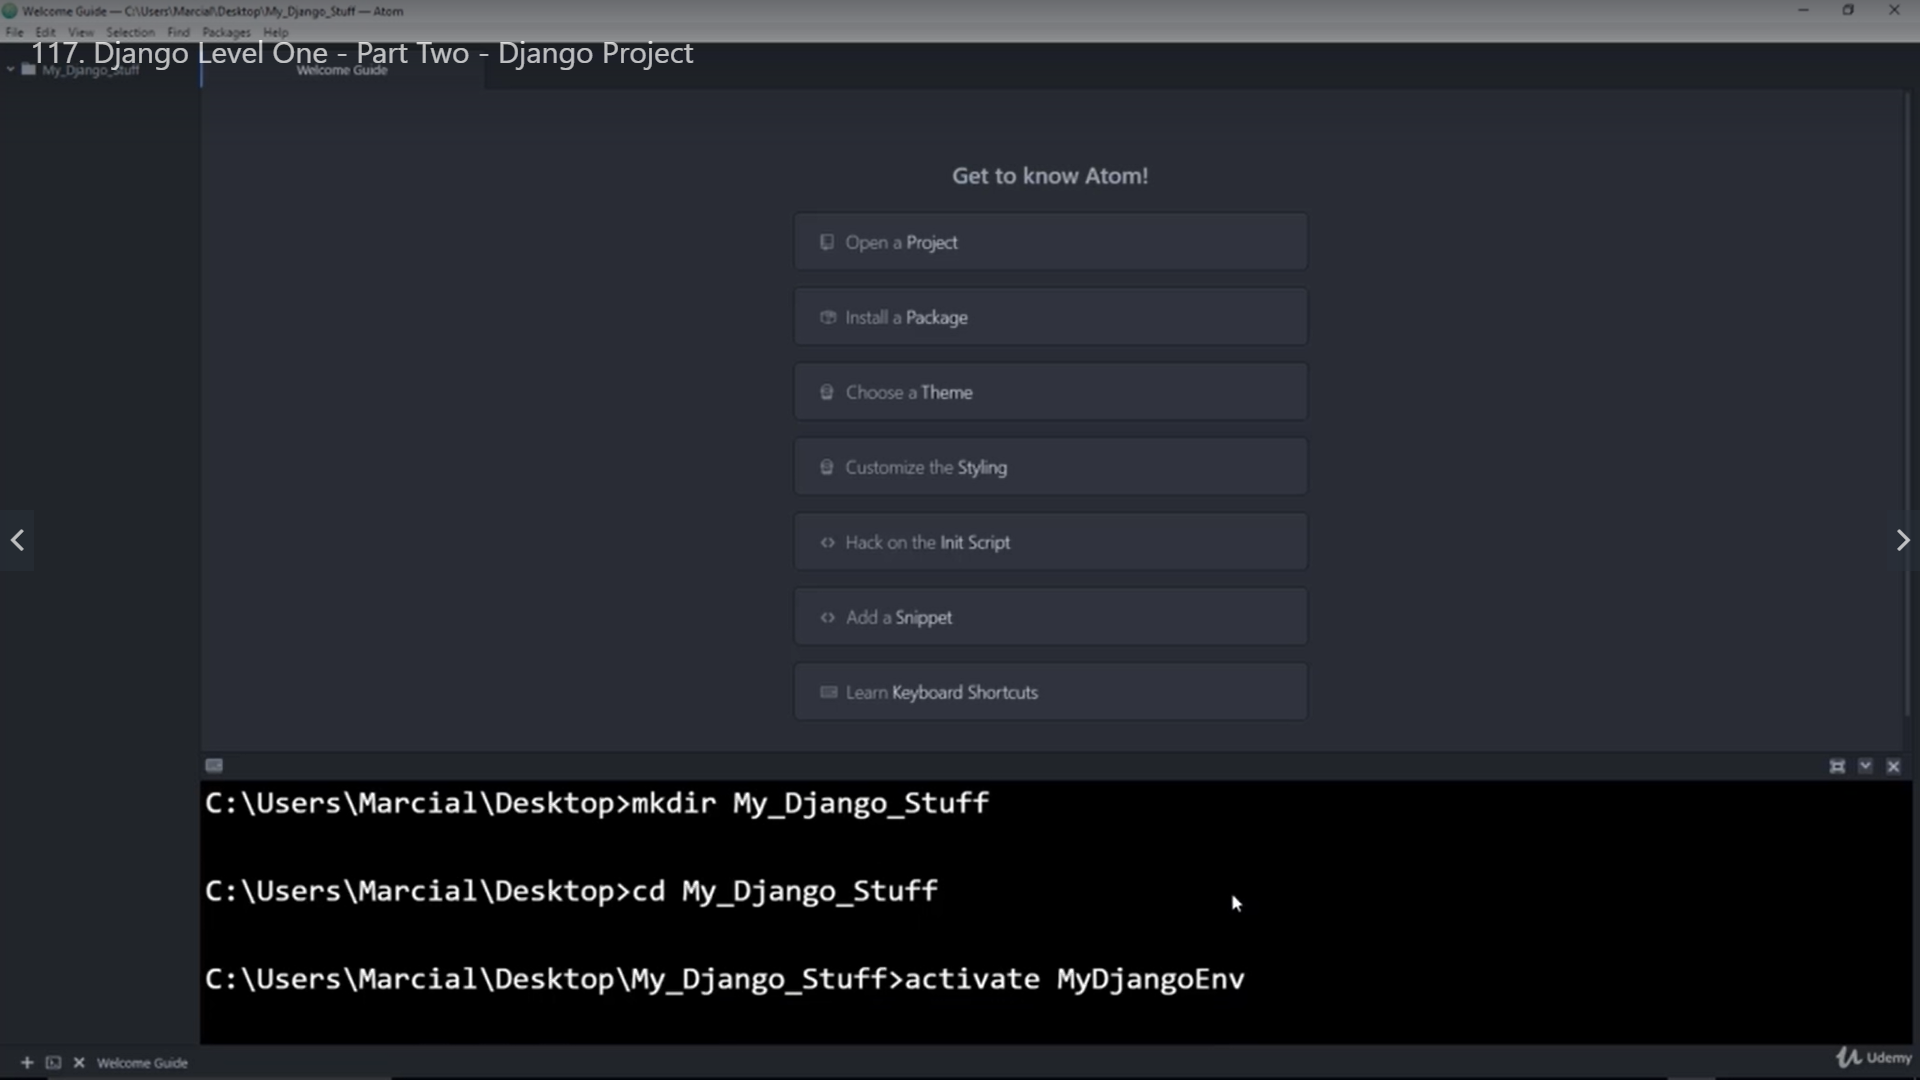 Welcome Guide — C:\Users\Marcial\Desktop\My_Django_Stuff — Atom
File Edit View Selection Find Packages Help
117. Django Level One - Part Two - Django Project
My_Django_Stuff
Welcome Guide
Get to know Atom!
Open a Project
Install a Package
Choose a Theme
Customize the Styling
Hack on the Init Script
Add a Snippet
Learn Keyboard Shortcuts
C:\Users\Marcial\Desktop>mkdir My_Django_Stuff
C:\Users\Marcial\Desktop>cd My_Django_Stuff
C:\Users\Marcial\Desktop\My_Django_Stuff>activate MyDjangoEnv
Welcome Guide
Udemy